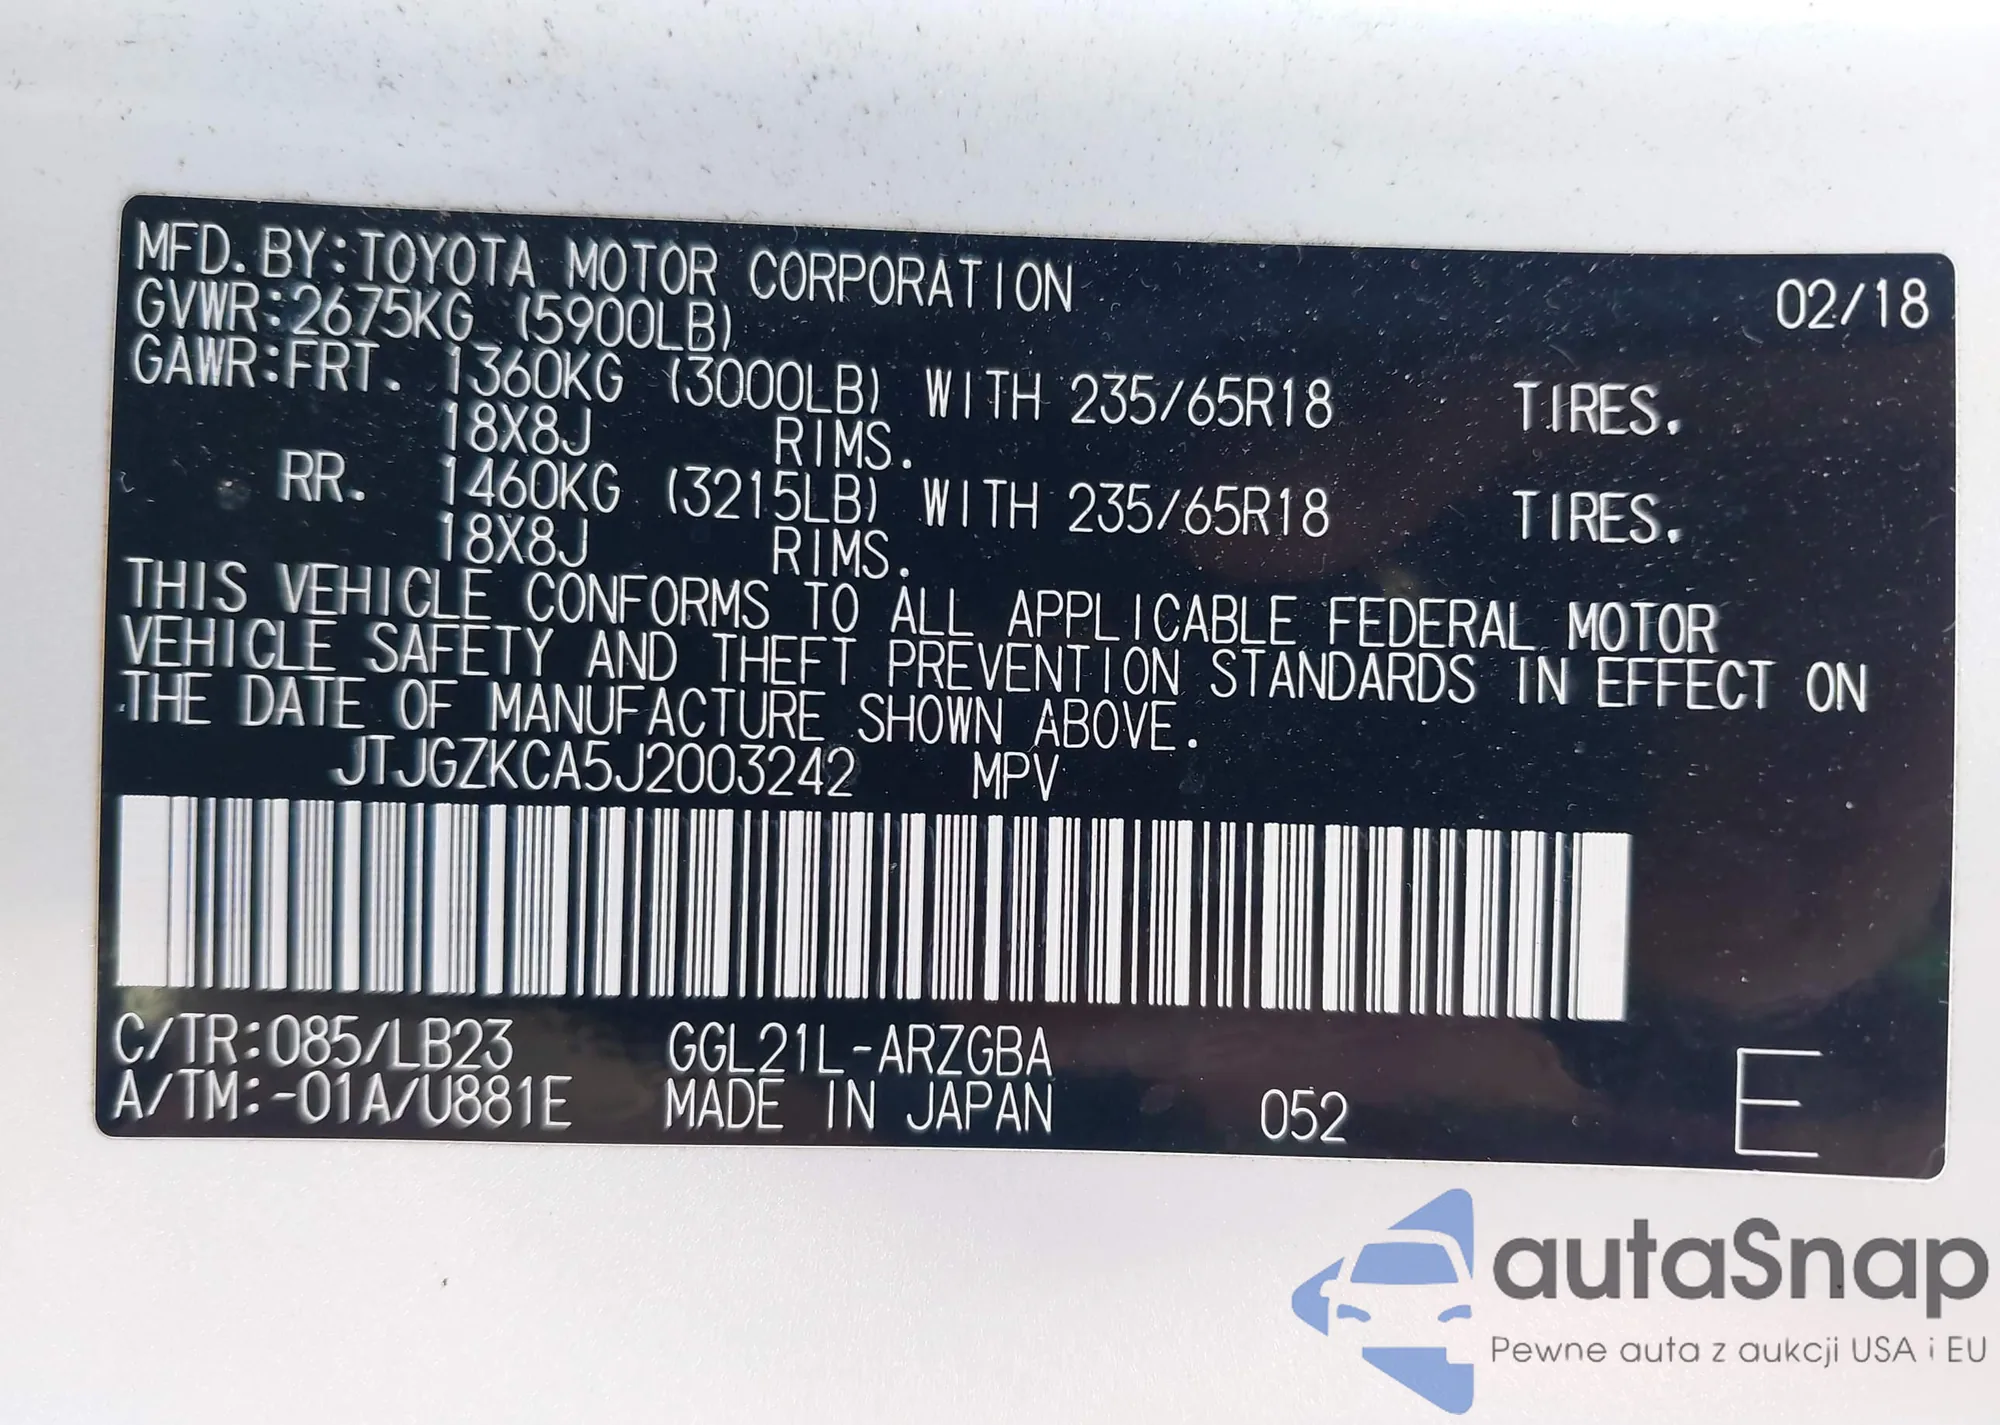 MFD. BY: TOYOTA MOTOR CORPORATION 02/18
GVWR: 2675KG (5900LB)
GAWR: FRT. 1360KG (3000LB) WITH 235/65R18 TIRES.
18X8J RIMS.
RR. 1460KG (3215LB) WITH 235/65R18 TIRES.
18X8J RIMS.
THIS VEHICLE CONFORMS TO ALL APPLICABLE FEDERAL MOTOR
VEHICLE SAFETY AND THEFT PREVENTION STANDARDS IN EFFECT ON
THE DATE OF MANUFACTURE SHOWN ABOVE.
JTJGZKCA5J2003242 MPV
C/TR: 085/LB23 GGL21L-ARZGBA
A/TM: -01A/U881E MADE IN JAPAN 052 E
autaSnap
Pewne auta z aukcji USA i EU